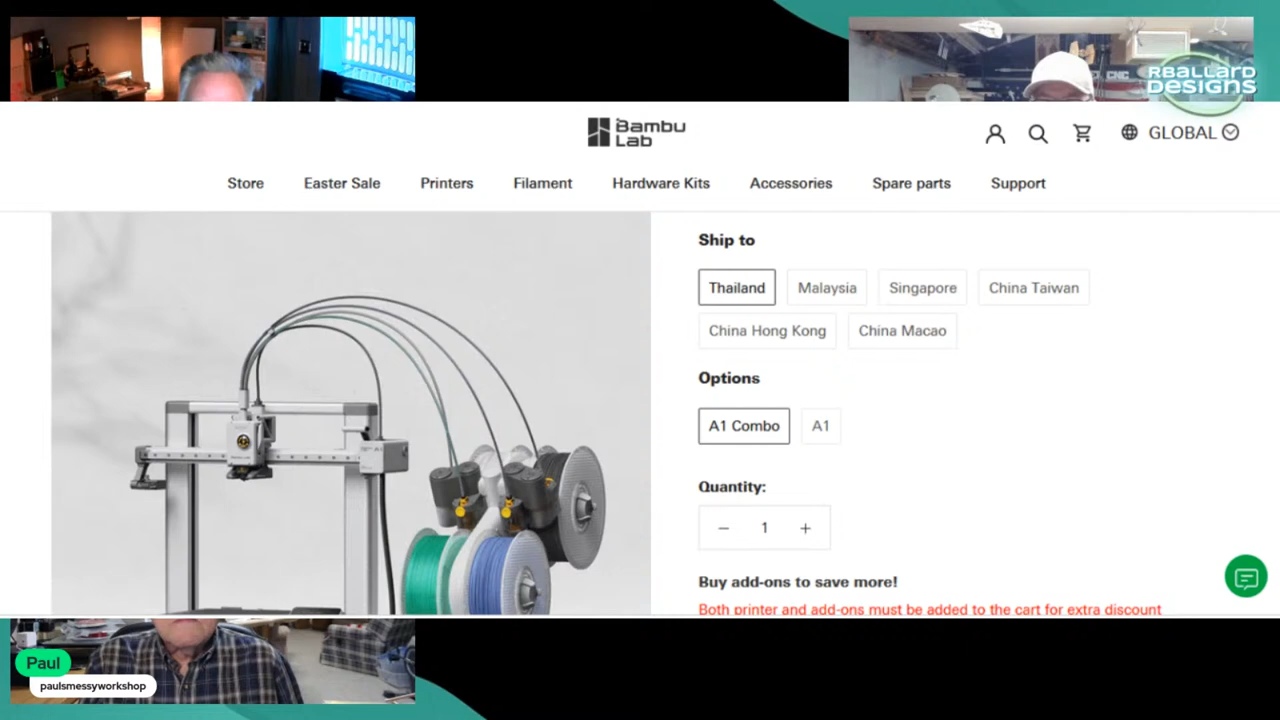 RBALLARD
DESIGNS
CNC
Bambu
Lab
GLOBAL
Store
Easter Sale
Printers
Filament
Hardware Kits
Accessories
Spare parts
Support
Ship to
Thailand
Malaysia
Singapore
China Taiwan
China Hong Kong
China Macao
Options
A1 Combo
A1
Quantity:
− 1 +
Buy add-ons to save more!
Both printer and add-ons must be added to the cart for extra discount
Paul
paulsmessyworkshop